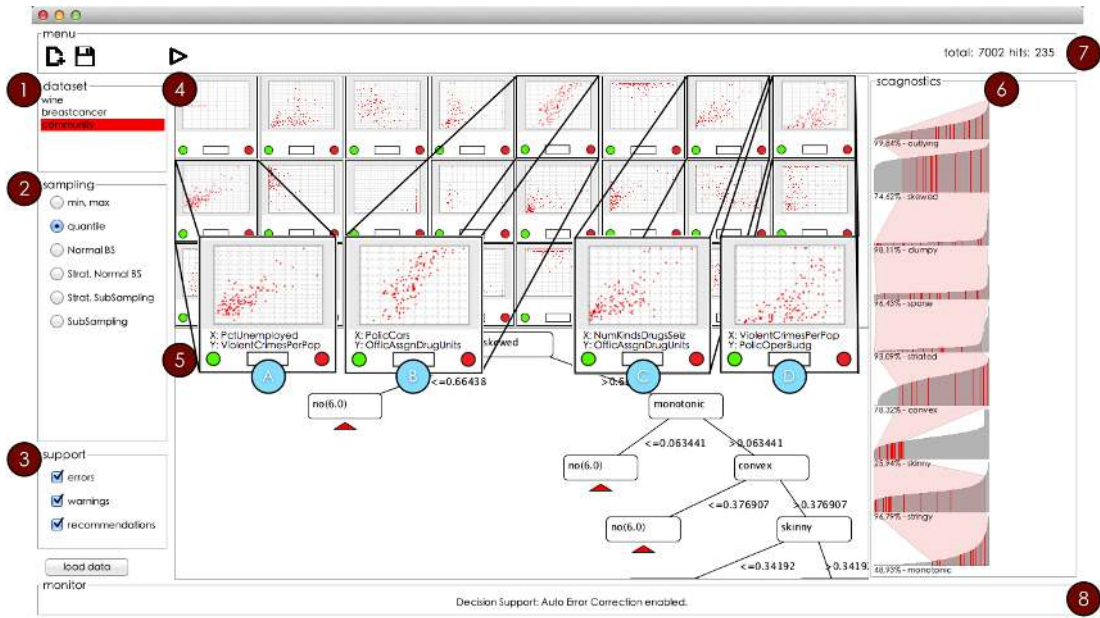 menu
total: 7002 hits: 235
1
dataset
wine
breastcancer
community
2
sampling
min, max
quantile
Normal BS
Strat. Normal BS
Strat. SubSampling
SubSampling
3
support
errors
warnings
recommendations
load data
4
5
X: PctUnemployed
Y: ViolentCrimesPerPop
A
X: PolicCars
Y: OfficAssgnDrugUnits
B
X: NumKindsDrugsSeiz
Y: OfficAssgnDrugUnits
C
X: ViolentCrimesPerPop
Y: PolicOperBudg
D
skewed
<=0.66438
no(6.0)
monotonic
<=0.063441
>0.063441
no(6.0)
convex
<=0.376907
>0.376907
no(6.0)
skinny
<=0.34192
scagnostics
6
7
99.84% - outlying
74.62% - skewed
98.11% - clumpy
98.43% - sparse
93.09% - striated
78.32% - convex
25.94% - skinny
96.79% - stringy
48.93% - monotonic
monitor
Decision Support: Auto Error Correction enabled.
8